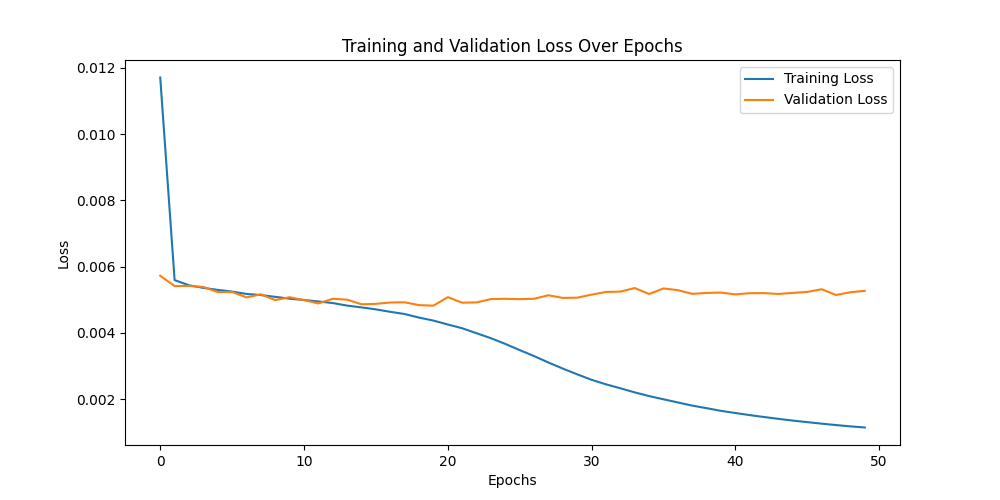 Training and Validation Loss Over Epochs
0.012
0.010
0.008
0.006
0.004
0.002
Loss
Training Loss
Validation Loss
0
10
20
30
40
50
Epochs